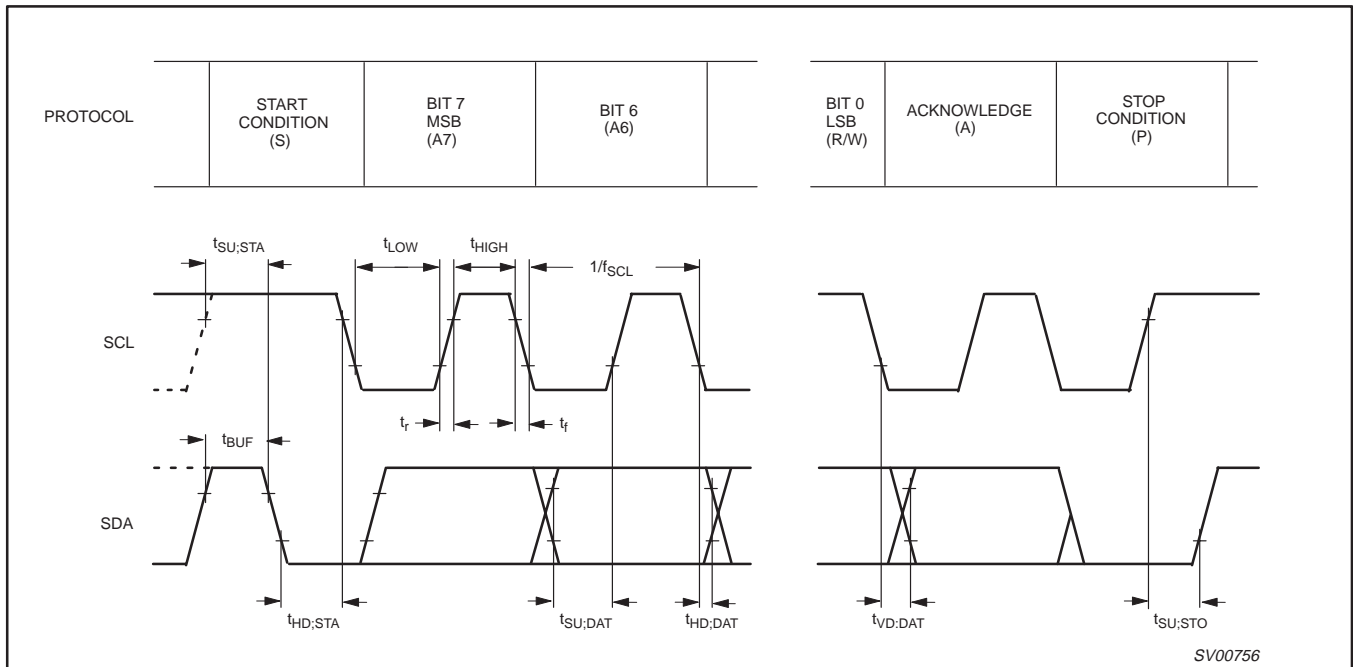 PROTOCOL
START
CONDITION
(S)
BIT 7
MSB
(A7)
BIT 6
(A6)
BIT 0
LSB
(R/W)
ACKNOWLEDGE
(A)
STOP
CONDITION
(P)
tSU;STA
tLOW
tHIGH
1/fSCL
SCL
tr
tf
tBUF
SDA
tHD;STA
tSU;DAT
tHD;DAT
tVD:DAT
tSU;STO
SV00756